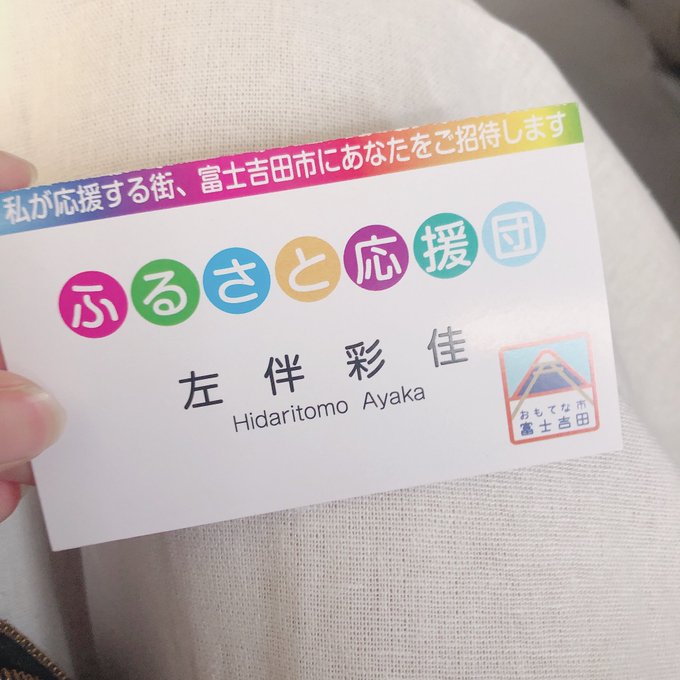 私が応援する街、富士吉田市にあなたをご招待します
ふるさと応援団
左伴彩佳
Hidaritomo Ayaka
おもてな市
富士吉田